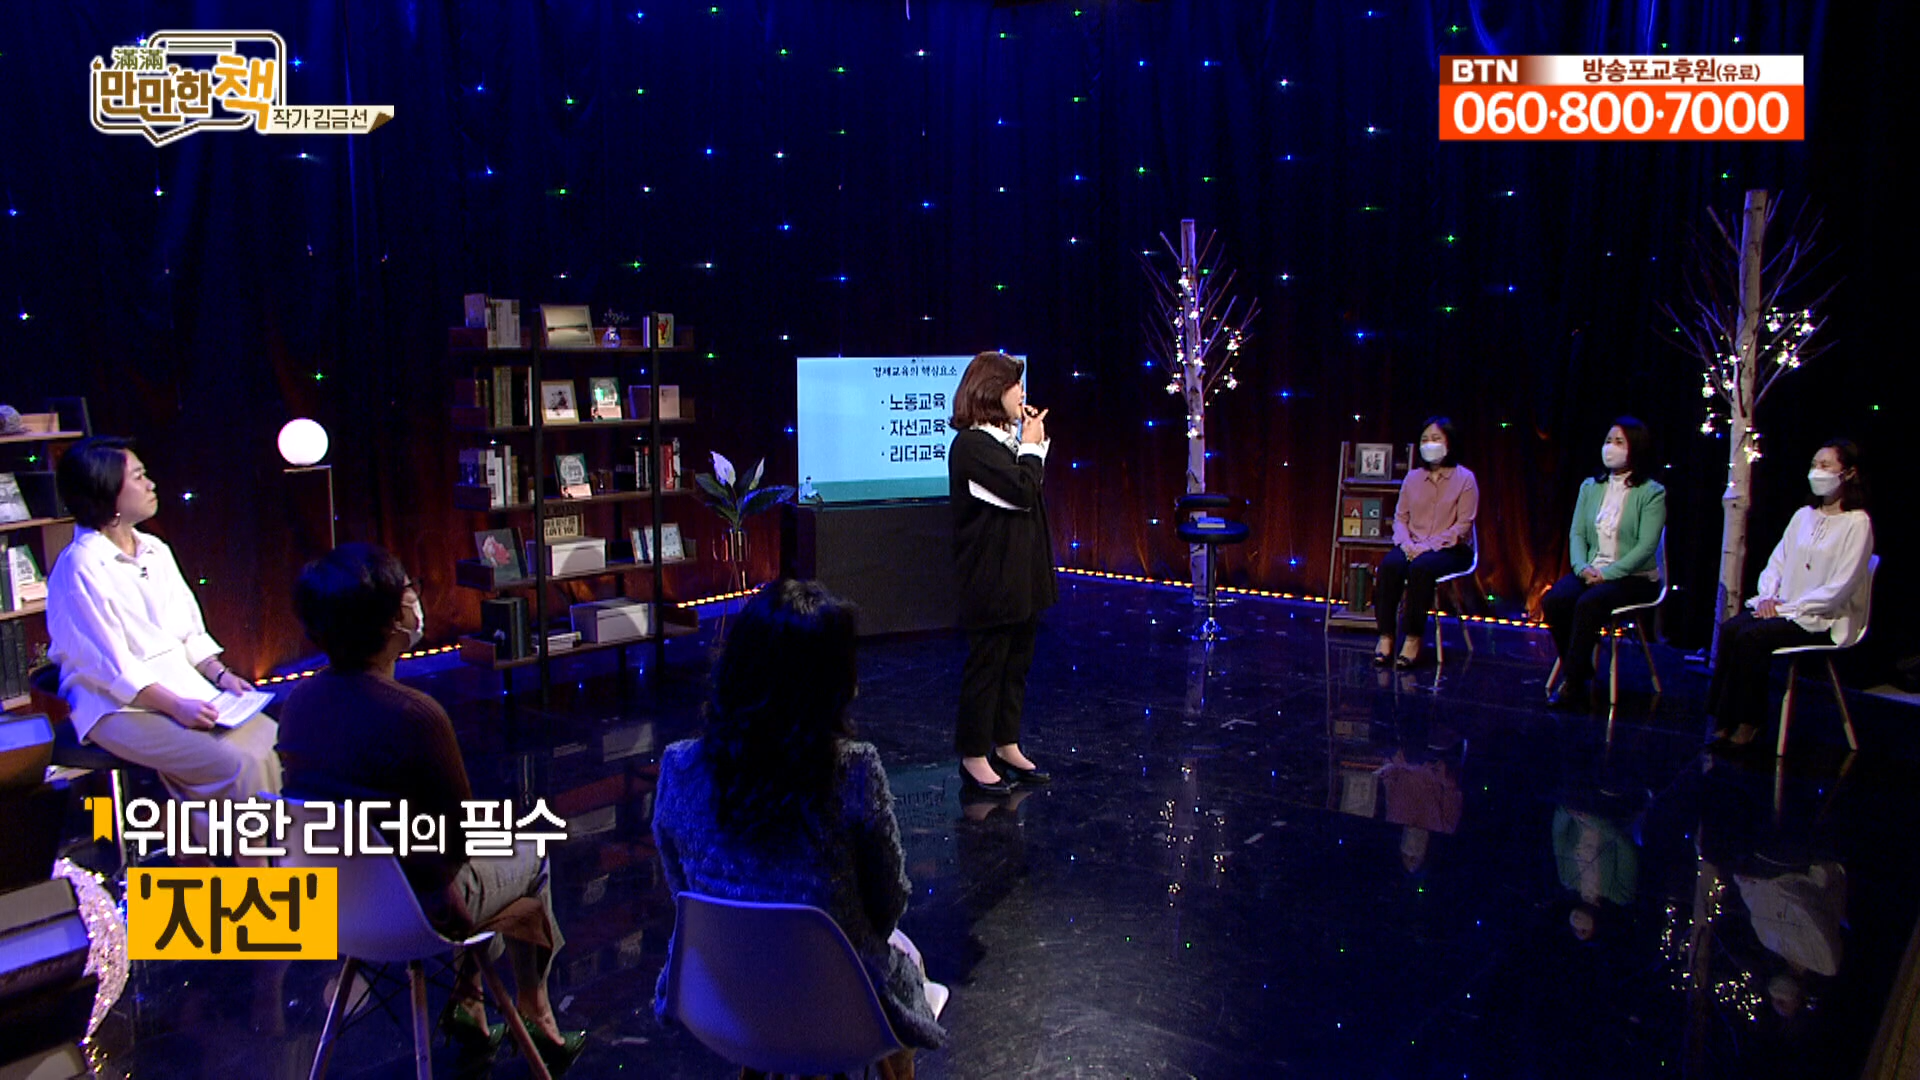 滿滿
'만만'한 책
작가 김금선
BTN 방송포교후원(유료)
060·800·7000
경제교육의 핵심요소
· 노동교육
· 자선교육
· 리더교육
위대한 리더의 필수
'자선'